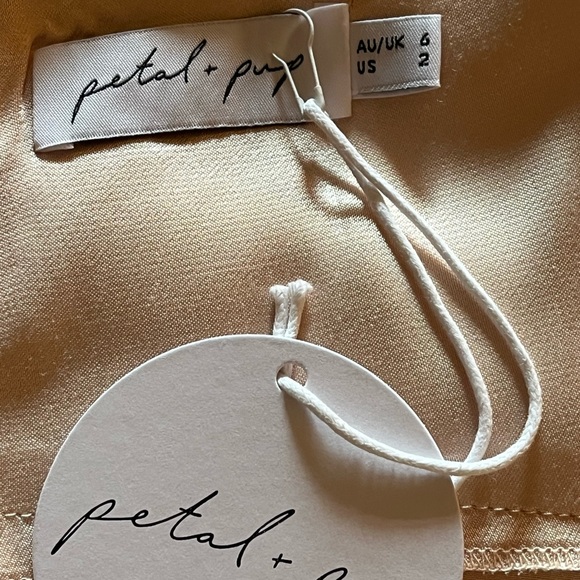 petal + pup
AU/UK 6
US 2
petal +